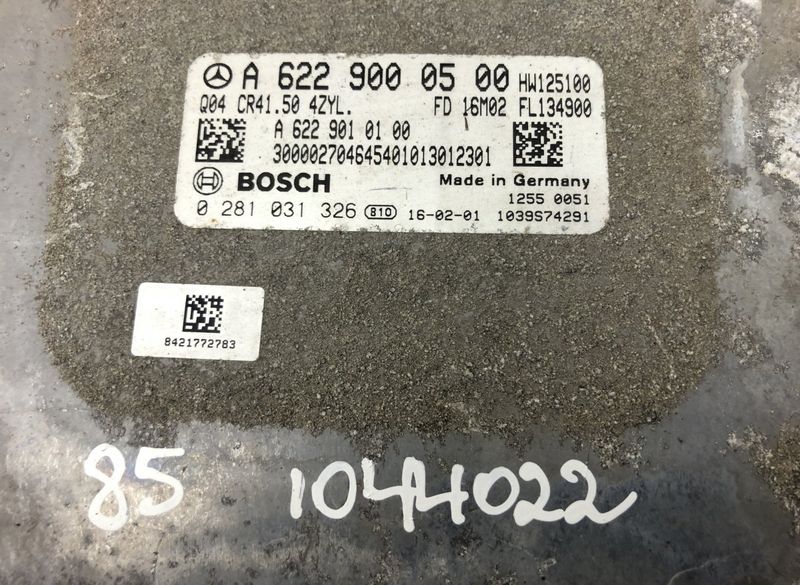 A 622 900 05 00 HW125100
Q04 CR41.50 4ZYL. FD 16M02 FL134900
A 622 901 01 00
300002704645401013012301
BOSCH Made in Germany
1255 0051
0 281 031 326 810 16-02-01 1039S74291
8421772783
85 1044022